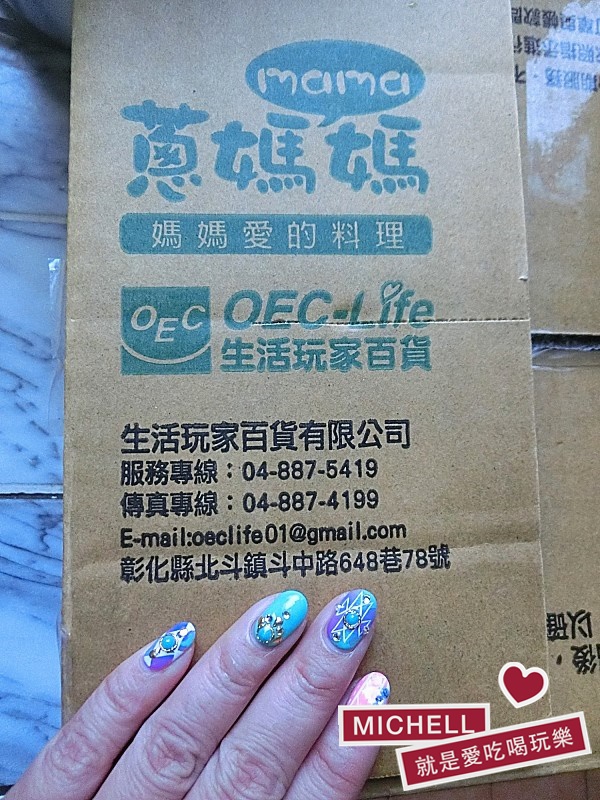 mama
蔥媽媽
媽媽愛的料理
OEC
OEC-Life
生活玩家百貨
生活玩家百貨有限公司
服務專線：04-887-5419
傳真專線：04-887-4199
E-mail:oeclife01@gmail.com
彰化縣北斗鎮斗中路648巷78號
MICHELL
就是愛吃喝玩樂